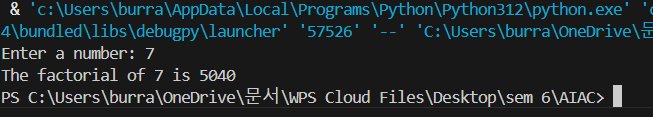 & 'c:\Users\burra\AppData\Local\Programs\Python\Python312\python.exe' 'c
4\bundled\libs\debugpy\launcher' '57526' '--' 'C:\Users\burra\OneDrive\문
Enter a number: 7
The factorial of 7 is 5040
PS C:\Users\burra\OneDrive\문서\WPS Cloud Files\Desktop\sem 6\AIAC>